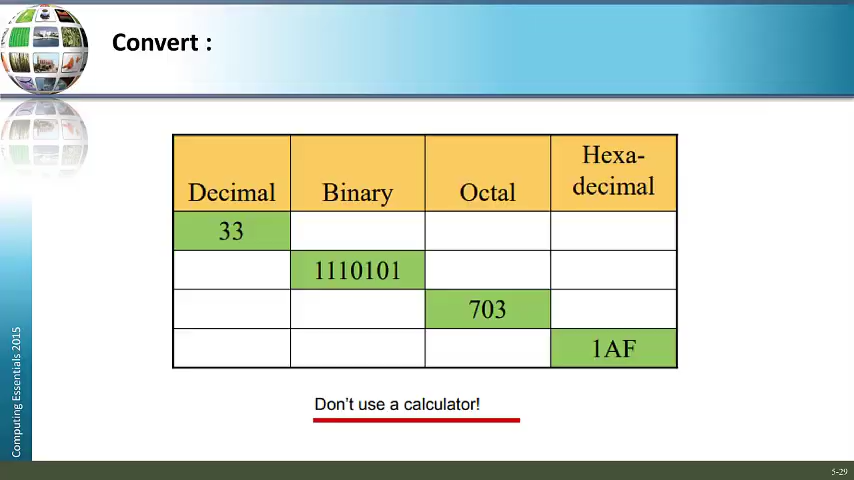 Convert :
Hexa-
Decimal Binary Octal decimal
33
1110101
703
1AF
Don't use a calculator!
Computing Essentials 2015
5-29